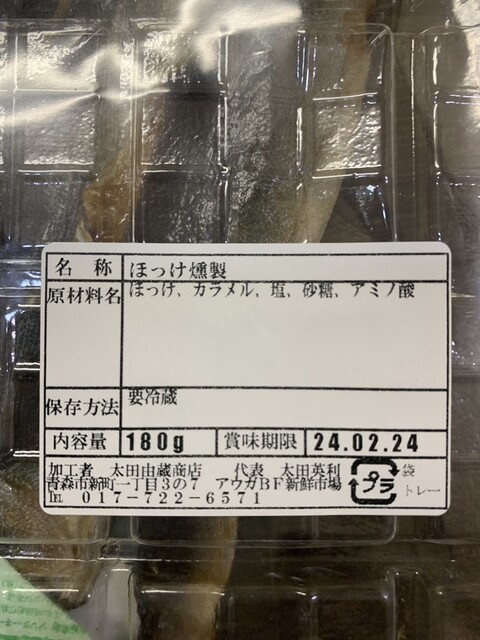 名称 ほっけ燻製
原材料名 ほっけ、カラメル、塩、砂糖、アミノ酸
保存方法 要冷蔵
内容量 180g 賞味期限 24.02.24
加工者 太田由蔵商店 代表 太田英利
青森市新町一丁目3の7 アウガBF新鮮市場
℡ 017-722-6571
プラ
袋
トレー